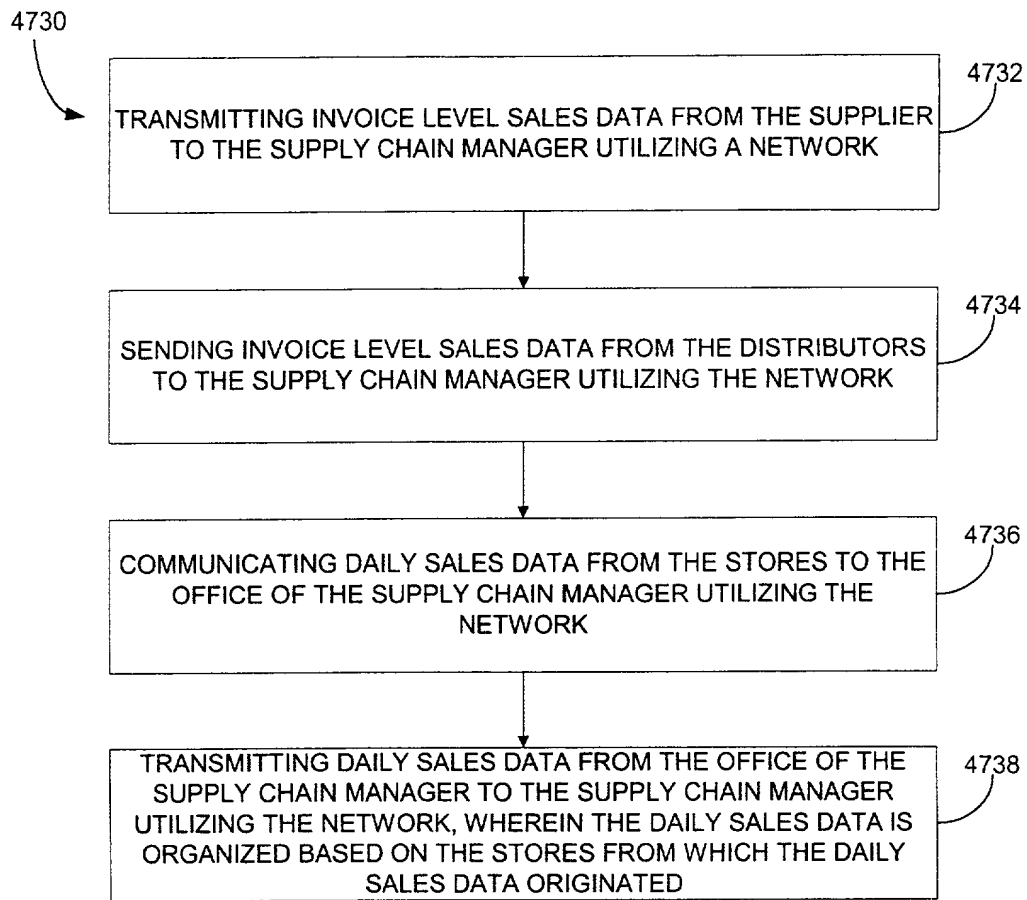 4730
4732
TRANSMITTING INVOICE LEVEL SALES DATA FROM THE SUPPLIER
TO THE SUPPLY CHAIN MANAGER UTILIZING A NETWORK
4734
SENDING INVOICE LEVEL SALES DATA FROM THE DISTRIBUTORS
TO THE SUPPLY CHAIN MANAGER UTILIZING THE NETWORK
4736
COMMUNICATING DAILY SALES DATA FROM THE STORES TO THE
OFFICE OF THE SUPPLY CHAIN MANAGER UTILIZING THE
NETWORK
4738
TRANSMITTING DAILY SALES DATA FROM THE OFFICE OF THE
SUPPLY CHAIN MANAGER TO THE SUPPLY CHAIN MANAGER
UTILIZING THE NETWORK, WHEREIN THE DAILY SALES DATA IS
ORGANIZED BASED ON THE STORES FROM WHICH THE DAILY
SALES DATA ORIGINATED